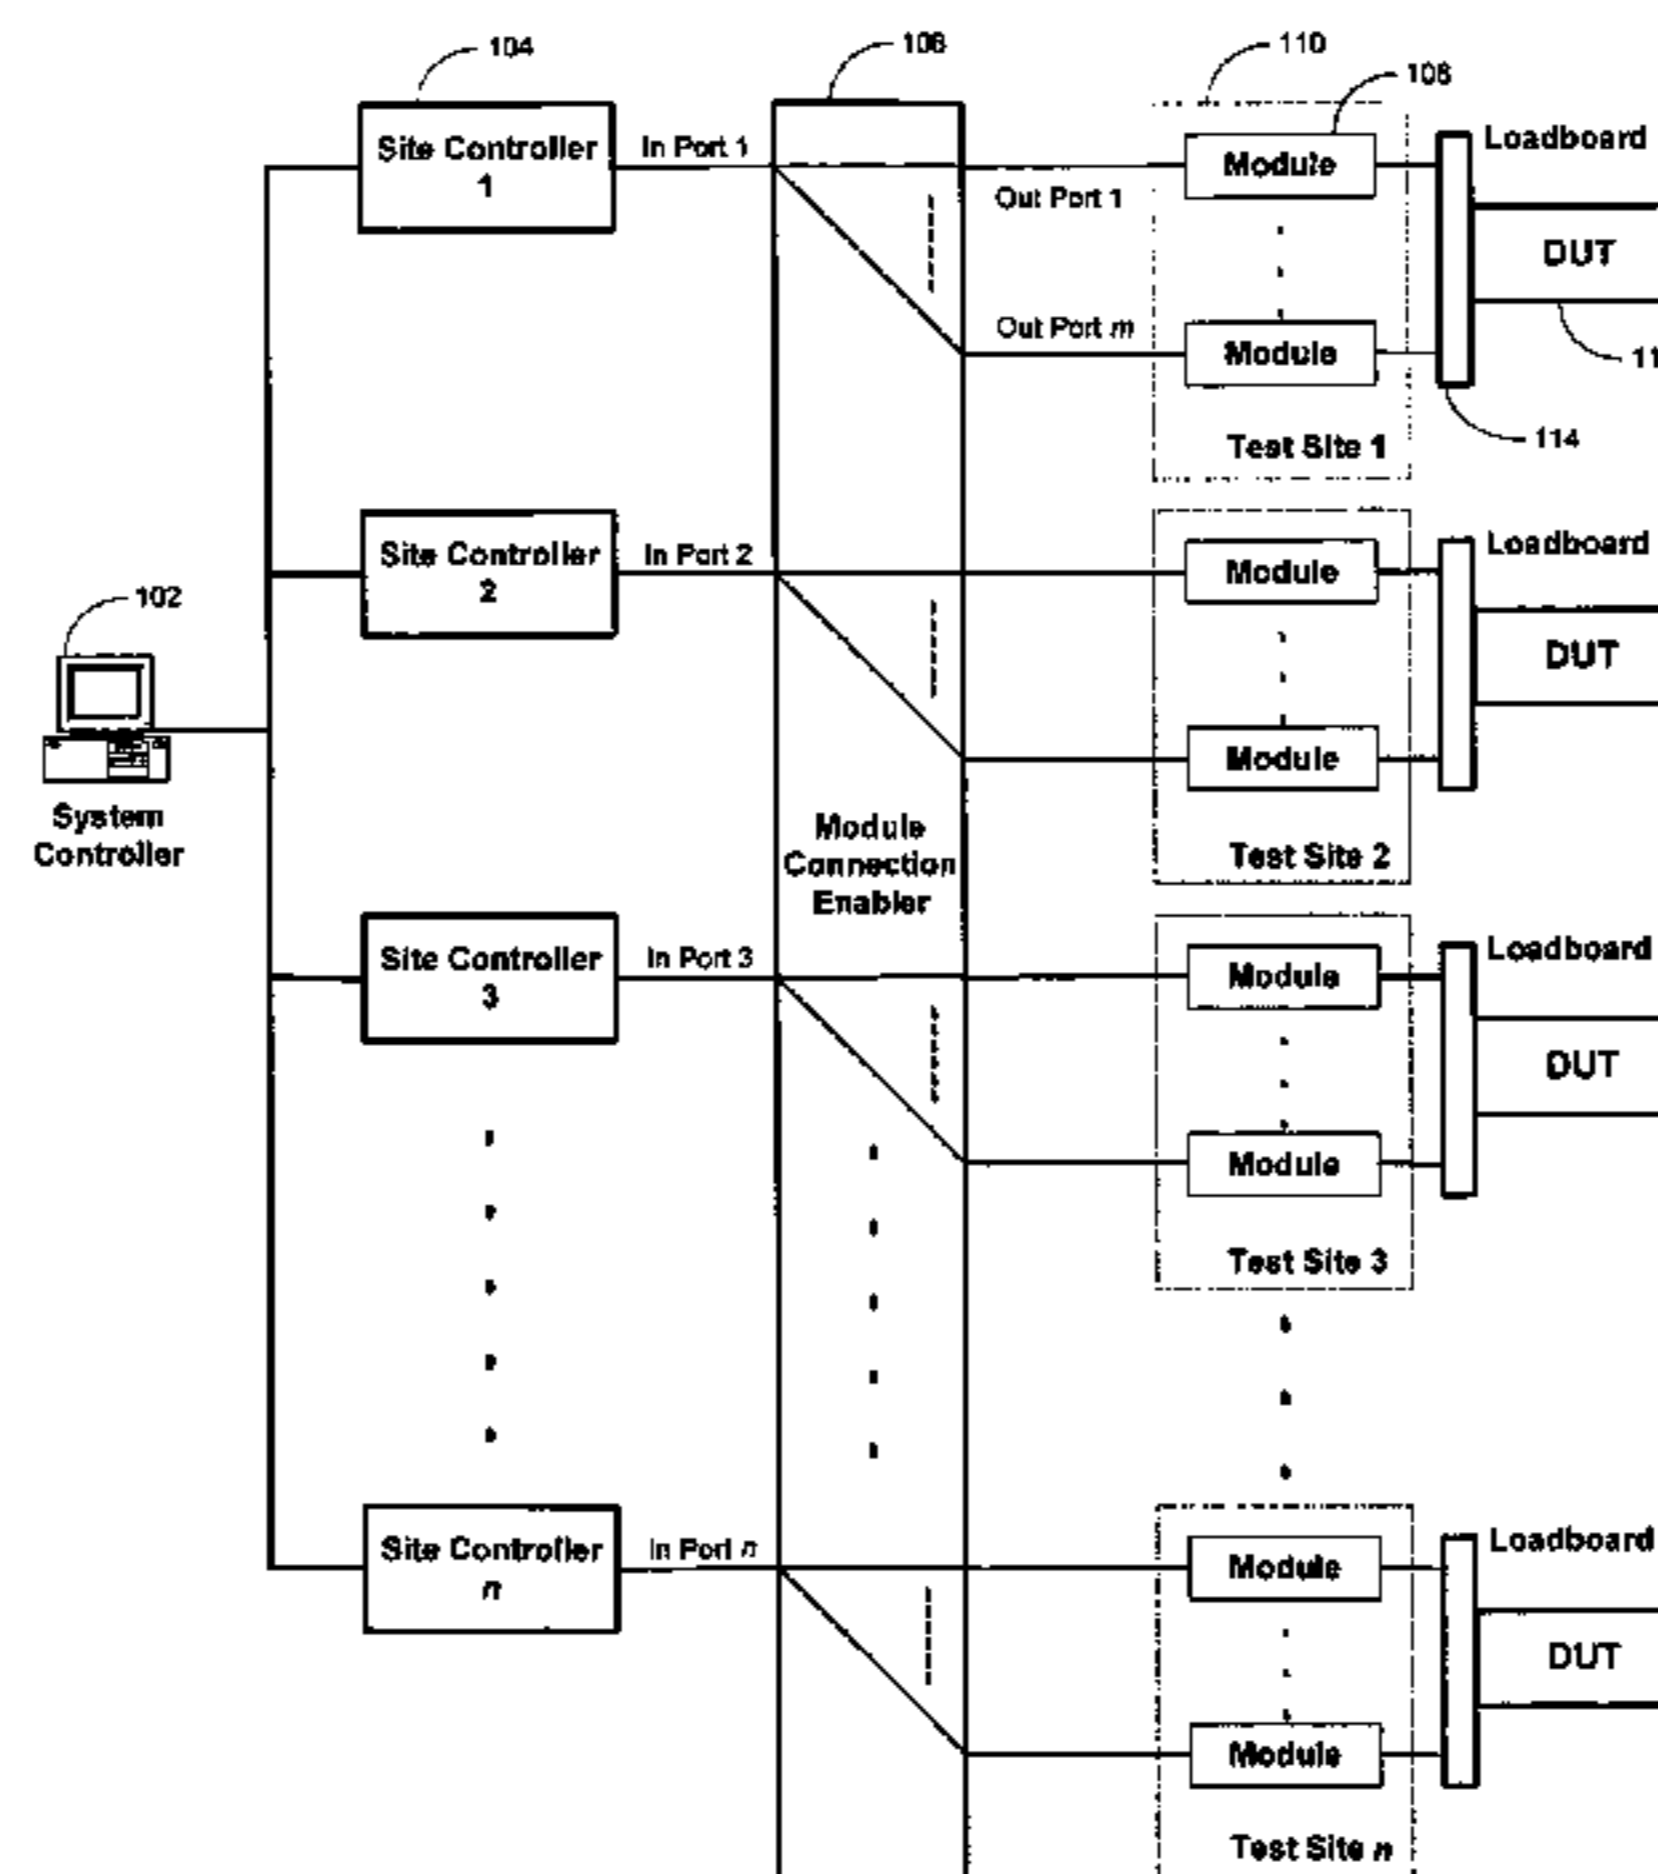 104
110
Site Controller
1
In Port 1
Out Port 1
Out Port m
Module
Module
Test Site 1
Loadboard
DUT
114
Site Controller
2
In Port 2
Module
Module
Test Site 2
Loadboard
DUT
102
System
Controller
Module
Connection
Enabler
Site Controller
3
In Port 3
Module
Module
Test Site 3
Loadboard
DUT
Site Controller
n
In Port n
Module
Module
Test Site n
Loadboard
DUT